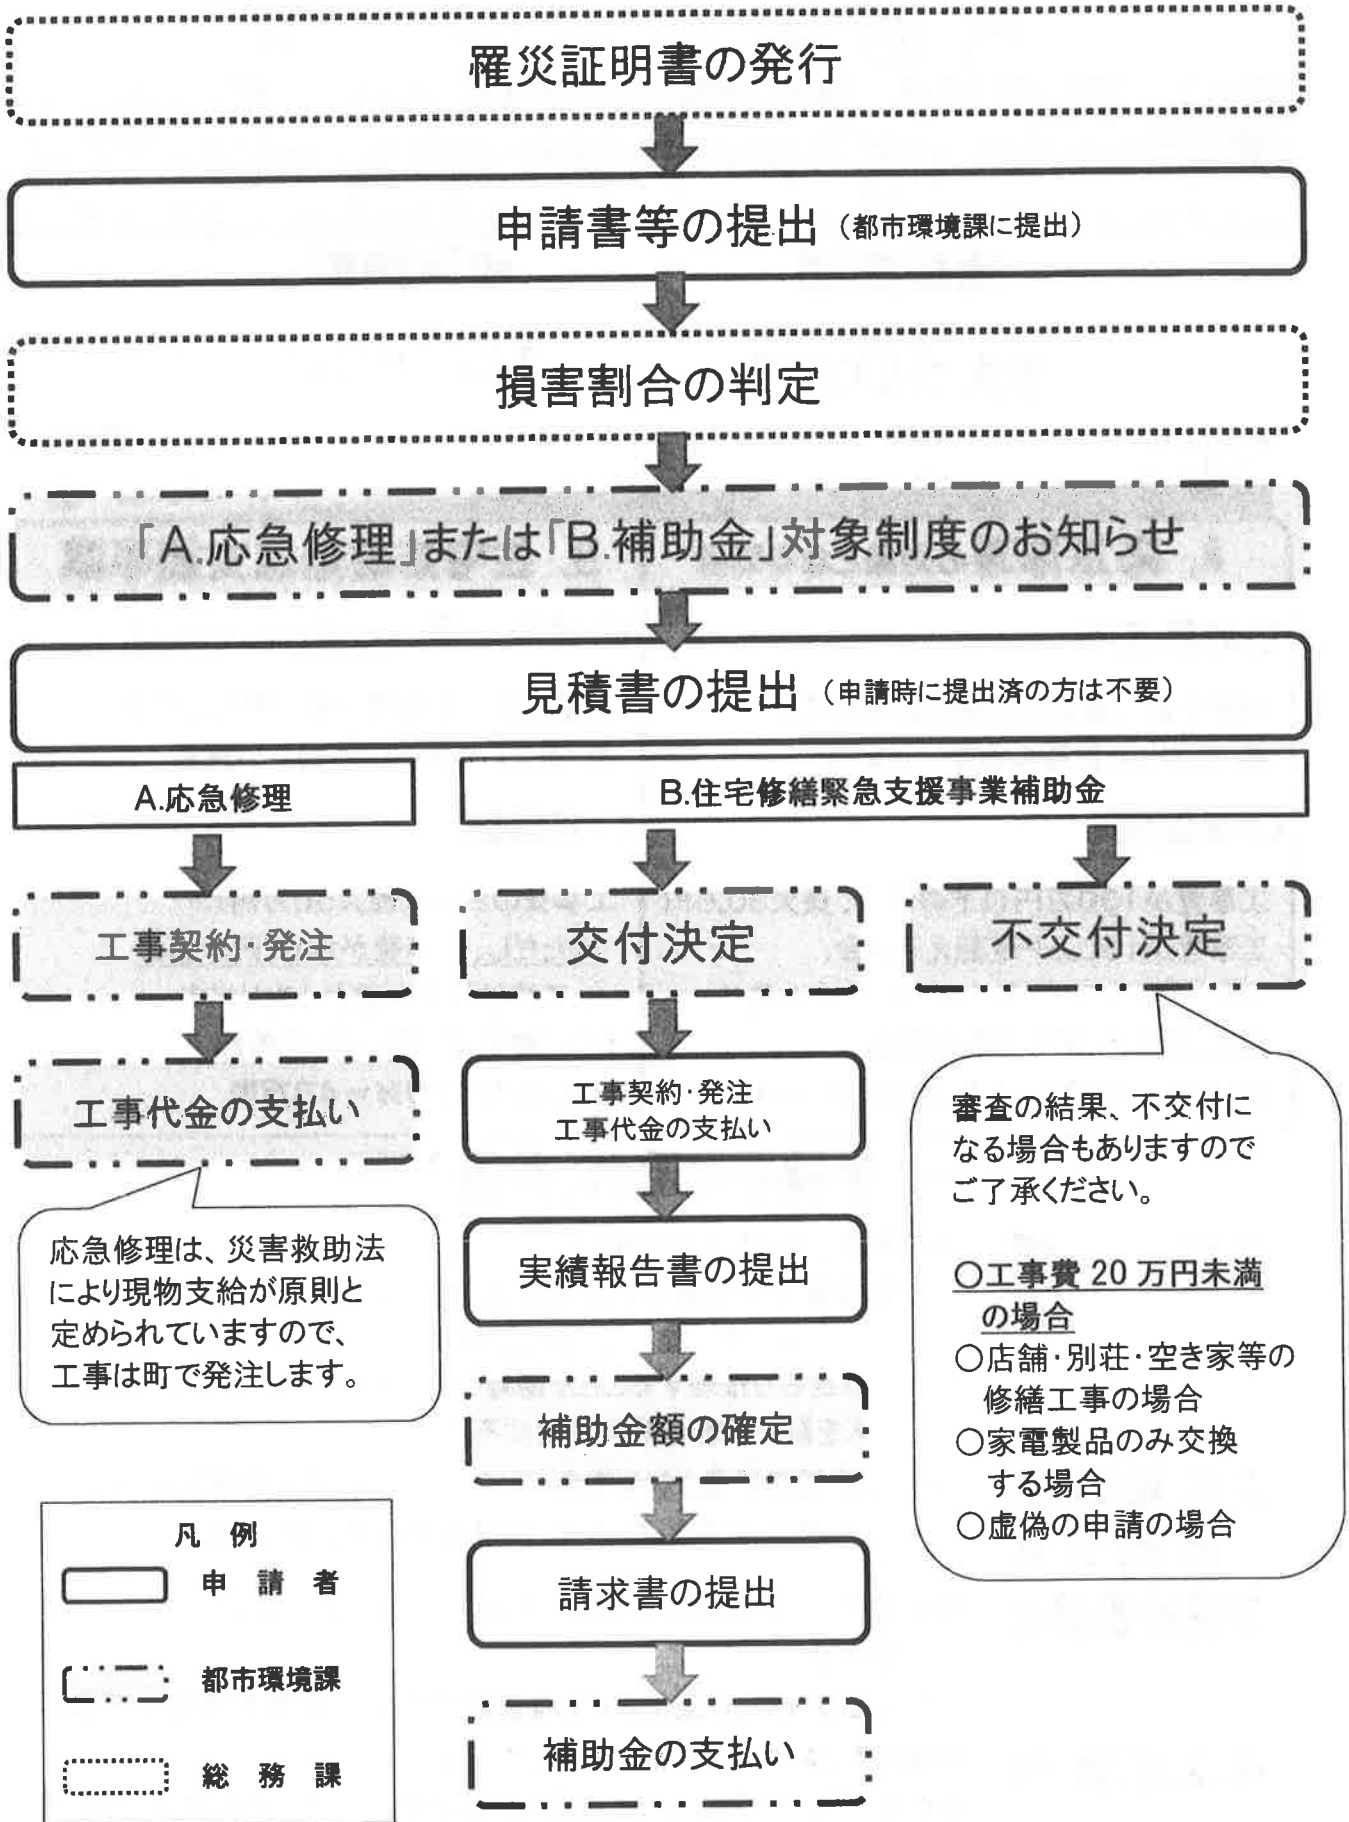 罹災証明書の発行
申請書等の提出（都市環境課に提出）
損害割合の判定
「A.応急修理」または「B.補助金」対象制度のお知らせ
見積書の提出（申請時に提出済の方は不要）
A.応急修理
B.住宅修繕緊急支援事業補助金
工事契約・発注
交付決定
不交付決定
工事代金の支払い
工事契約・発注
工事代金の支払い
審査の結果、不交付に
なる場合もありますので
ご了承ください。
〇工事費 20 万円未満
の場合
〇店舗・別荘・空き家等の
修繕工事の場合
〇家電製品のみ交換
する場合
〇虚偽の申請の場合
応急修理は、災害救助法
により現物支給が原則と
定められていますので、
工事は町で発注します。
実績報告書の提出
補助金額の確定
請求書の提出
補助金の支払い
凡 例
申 請 者
都市環境課
総 務 課